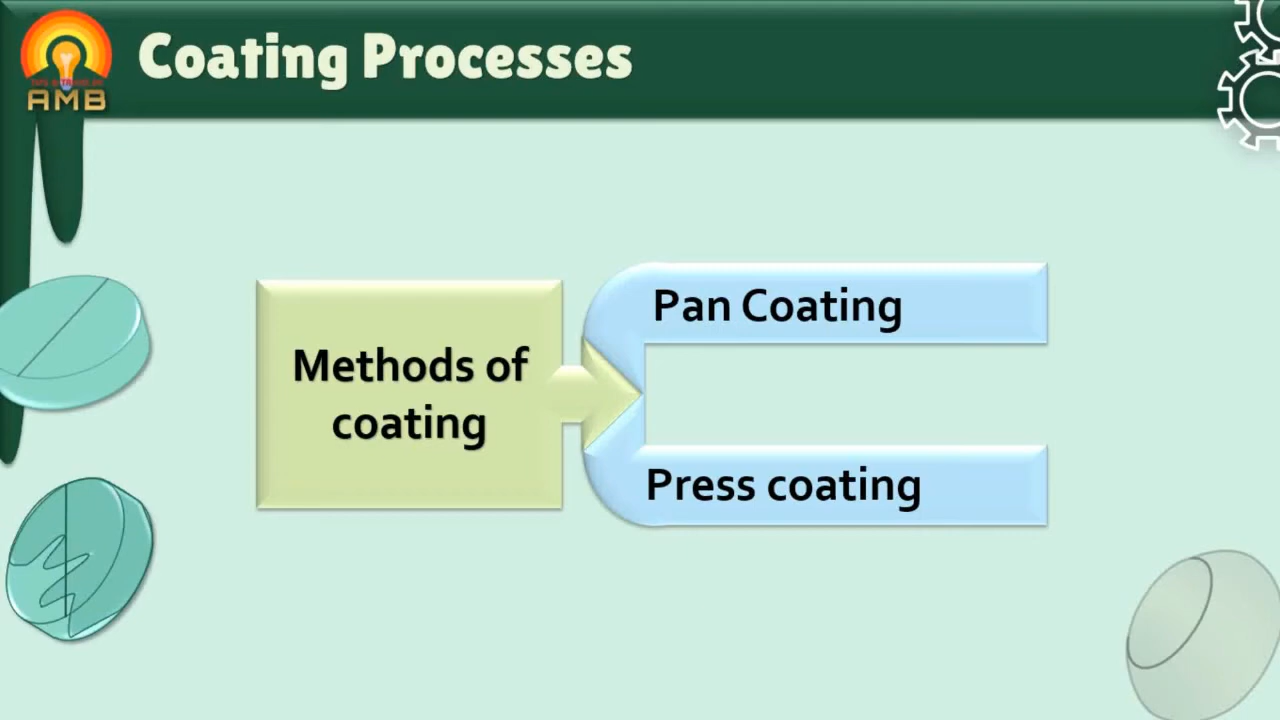 Coating Processes
AMB
Methods of
coating
Pan Coating
Press coating